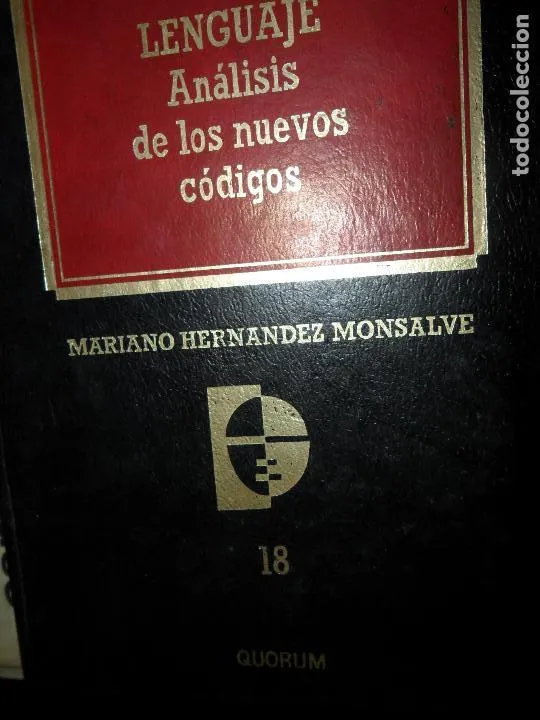 LENGUAJE
Análisis
de los nuevos
códigos
MARIANO HERNANDEZ MONSALVE
18
QUORUM
todocoleccion